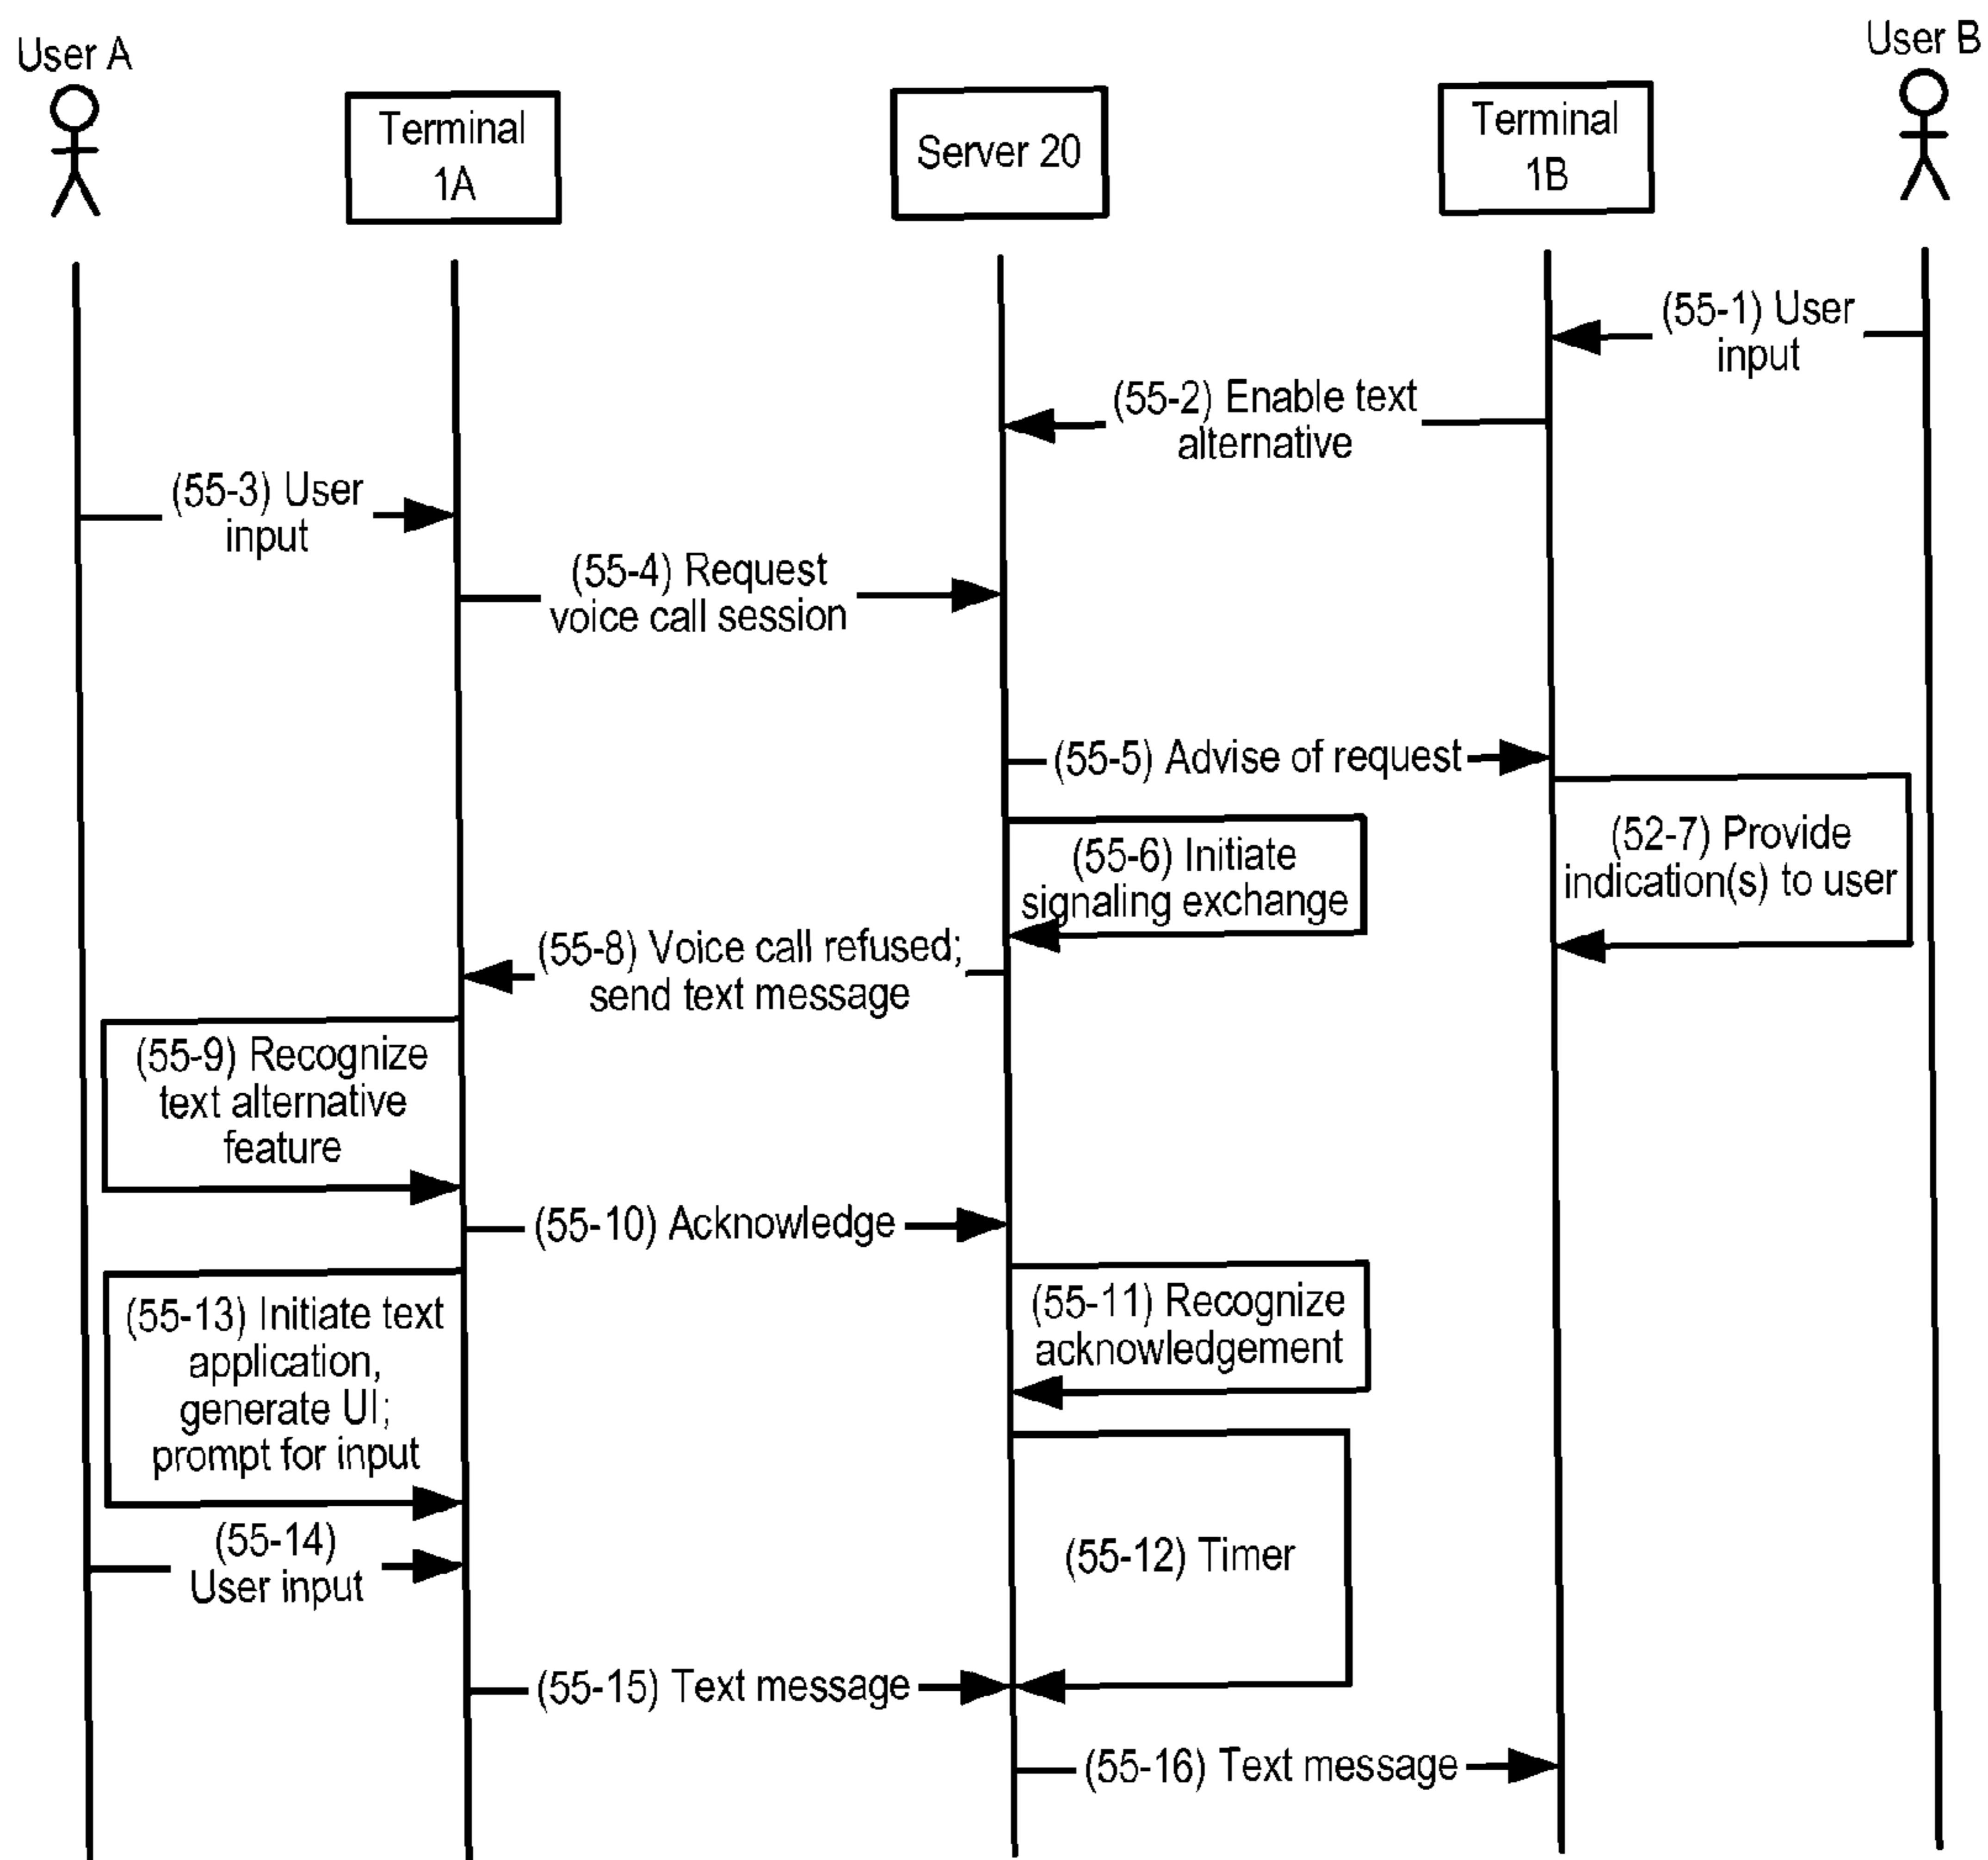 User A
User B
Terminal
1A
Server 20
Terminal
1B
(55-1) User
input
(55-2) Enable text
alternative
(55-3) User
input
(55-4) Request
voice call session
(55-5) Advise of request
(55-6) Initiate
signaling exchange
(52-7) Provide
indication(s) to user
(55-8) Voice call refused;
send text message
(55-9) Recognize
text alternative
feature
(55-10) Acknowledge
(55-11) Recognize
acknowledgement
(55-13) Initiate text
application,
generate UI;
prompt for input
(55-12) Timer
(55-14)
User input
(55-15) Text message
(55-16) Text message